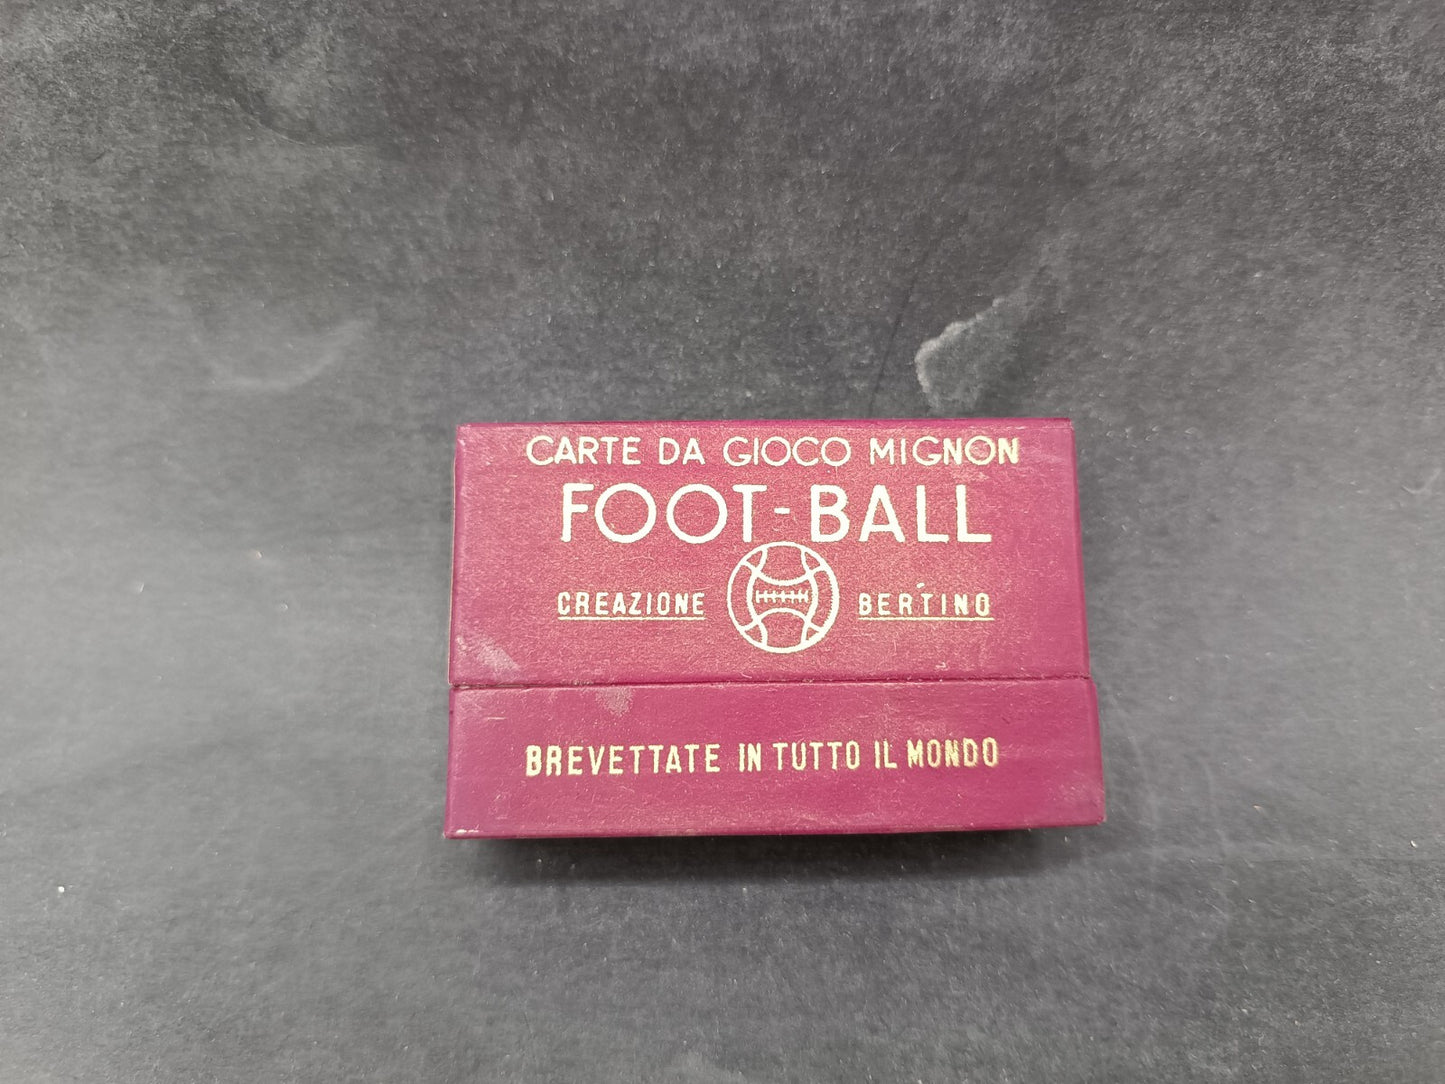 CARTE DA GIOCO MIGNON
FOOT-BALL
CREAZIONE BERTINO
BREVETTATE IN TUTTO IL MONDO